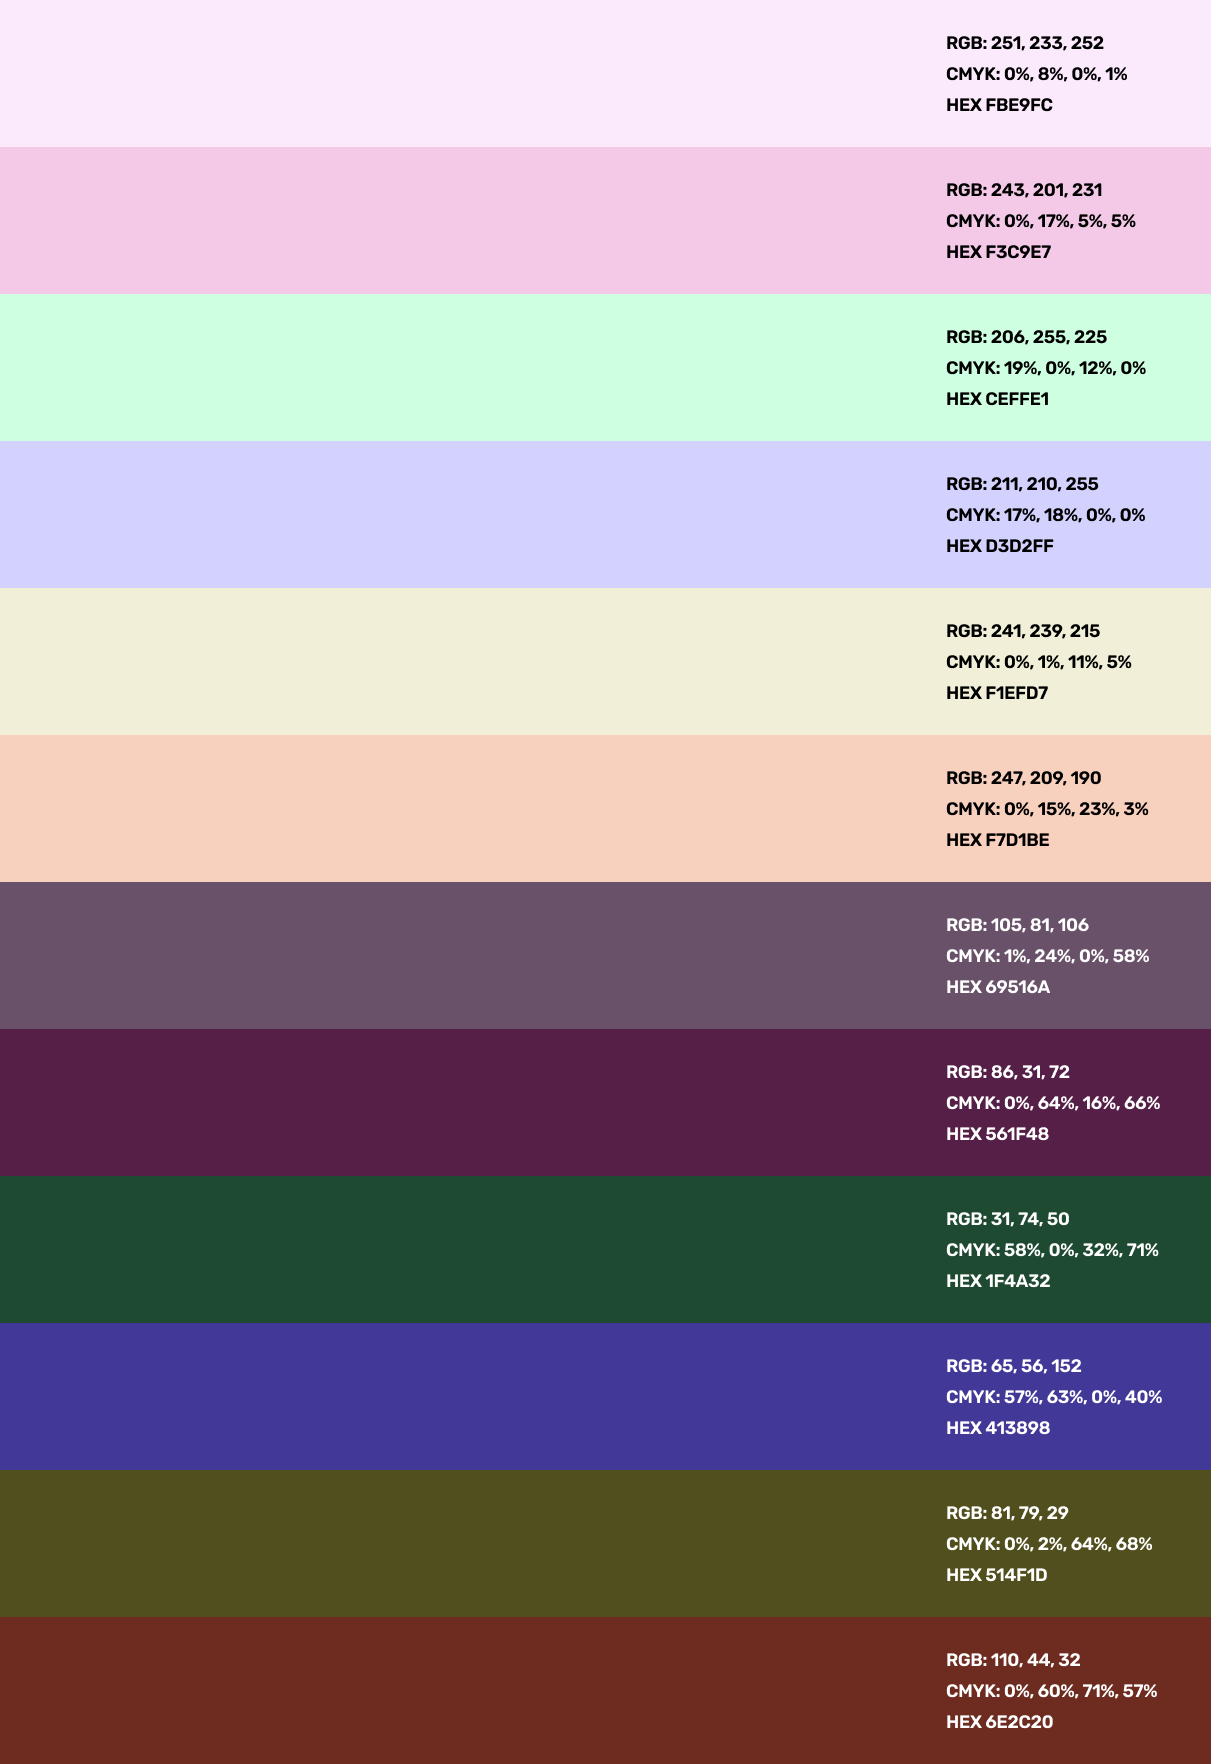 RGB: 251, 233, 252
CMYK: 0%, 8%, 0%, 1%
HEX FBE9FC
RGB: 243, 201, 231
CMYK: 0%, 17%, 5%, 5%
HEX F3C9E7
RGB: 206, 255, 225
CMYK: 19%, 0%, 12%, 0%
HEX CEFFE1
RGB: 211, 210, 255
CMYK: 17%, 18%, 0%, 0%
HEX D3D2FF
RGB: 241, 239, 215
CMYK: 0%, 1%, 11%, 5%
HEX F1EFD7
RGB: 247, 209, 190
CMYK: 0%, 15%, 23%, 3%
HEX F7D1BE
RGB: 105, 81, 106
CMYK: 1%, 24%, 0%, 58%
HEX 69516A
RGB: 86, 31, 72
CMYK: 0%, 64%, 16%, 66%
HEX 561F48
RGB: 31, 74, 50
CMYK: 58%, 0%, 32%, 71%
HEX 1F4A32
RGB: 65, 56, 152
CMYK: 57%, 63%, 0%, 40%
HEX 413898
RGB: 81, 79, 29
CMYK: 0%, 2%, 64%, 68%
HEX 514F1D
RGB: 110, 44, 32
CMYK: 0%, 60%, 71%, 57%
HEX 6E2C20